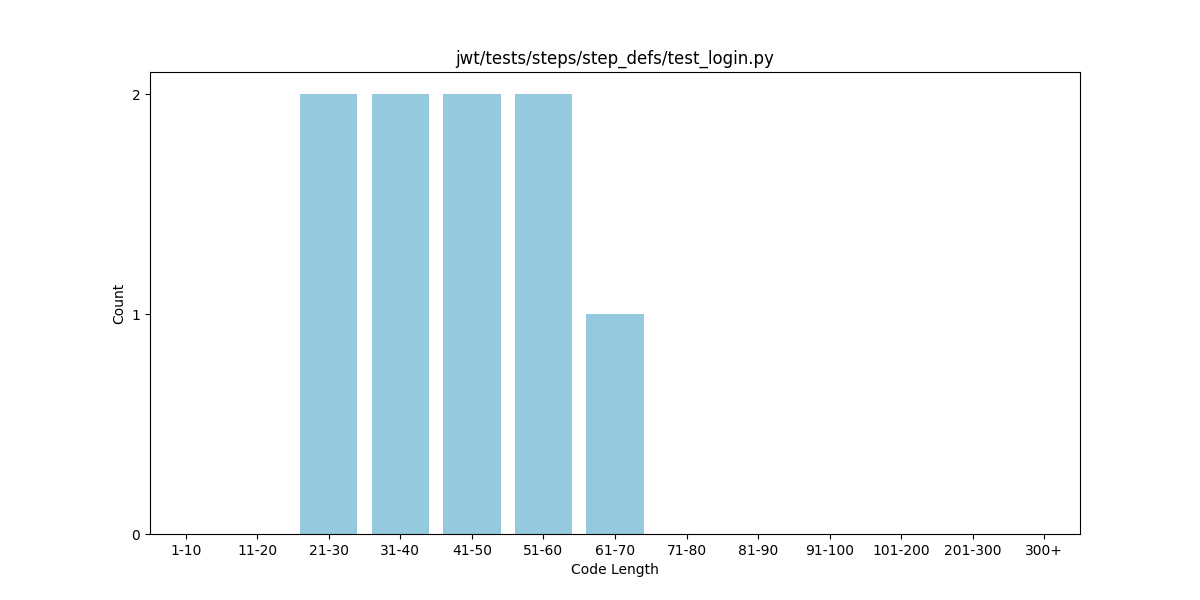 jwt/tests/steps/step_defs/test_login.py
2
1
0
Count
1-10 11-20 21-30 31-40 41-50 51-60 61-70 71-80 81-90 91-100 101-200 201-300 300+
Code Length